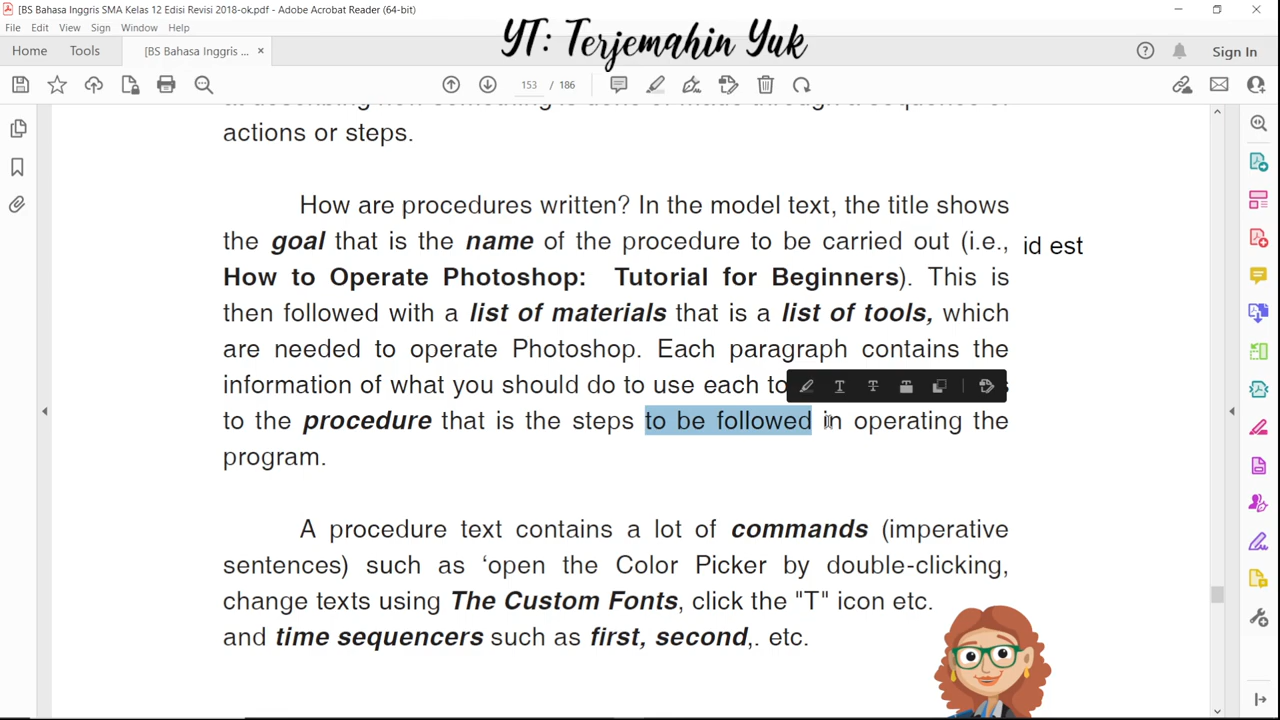 [BS Bahasa Inggris SMA Kelas 12 Edisi Revisi 2018-ok.pdf - Adobe Acrobat Reader (64-bit)
YT: Terjemahin Yuk
File Edit View Sign Window Help
Home Tools [BS Bahasa Inggris ... × Sign In
153 / 186
actions or steps.
How are procedures written? In the model text, the title shows
the goal that is the name of the procedure to be carried out (i.e., id est
How to Operate Photoshop: Tutorial for Beginners). This is
then followed with a list of materials that is a list of tools, which
are needed to operate Photoshop. Each paragraph contains the
information of what you should do to use each
to the procedure that is the steps to be followed in operating the
program.
A procedure text contains a lot of commands (imperative
sentences) such as ‘open the Color Picker by double-clicking,
change texts using The Custom Fonts, click the "T" icon etc.
and time sequencers such as first, second,. etc.